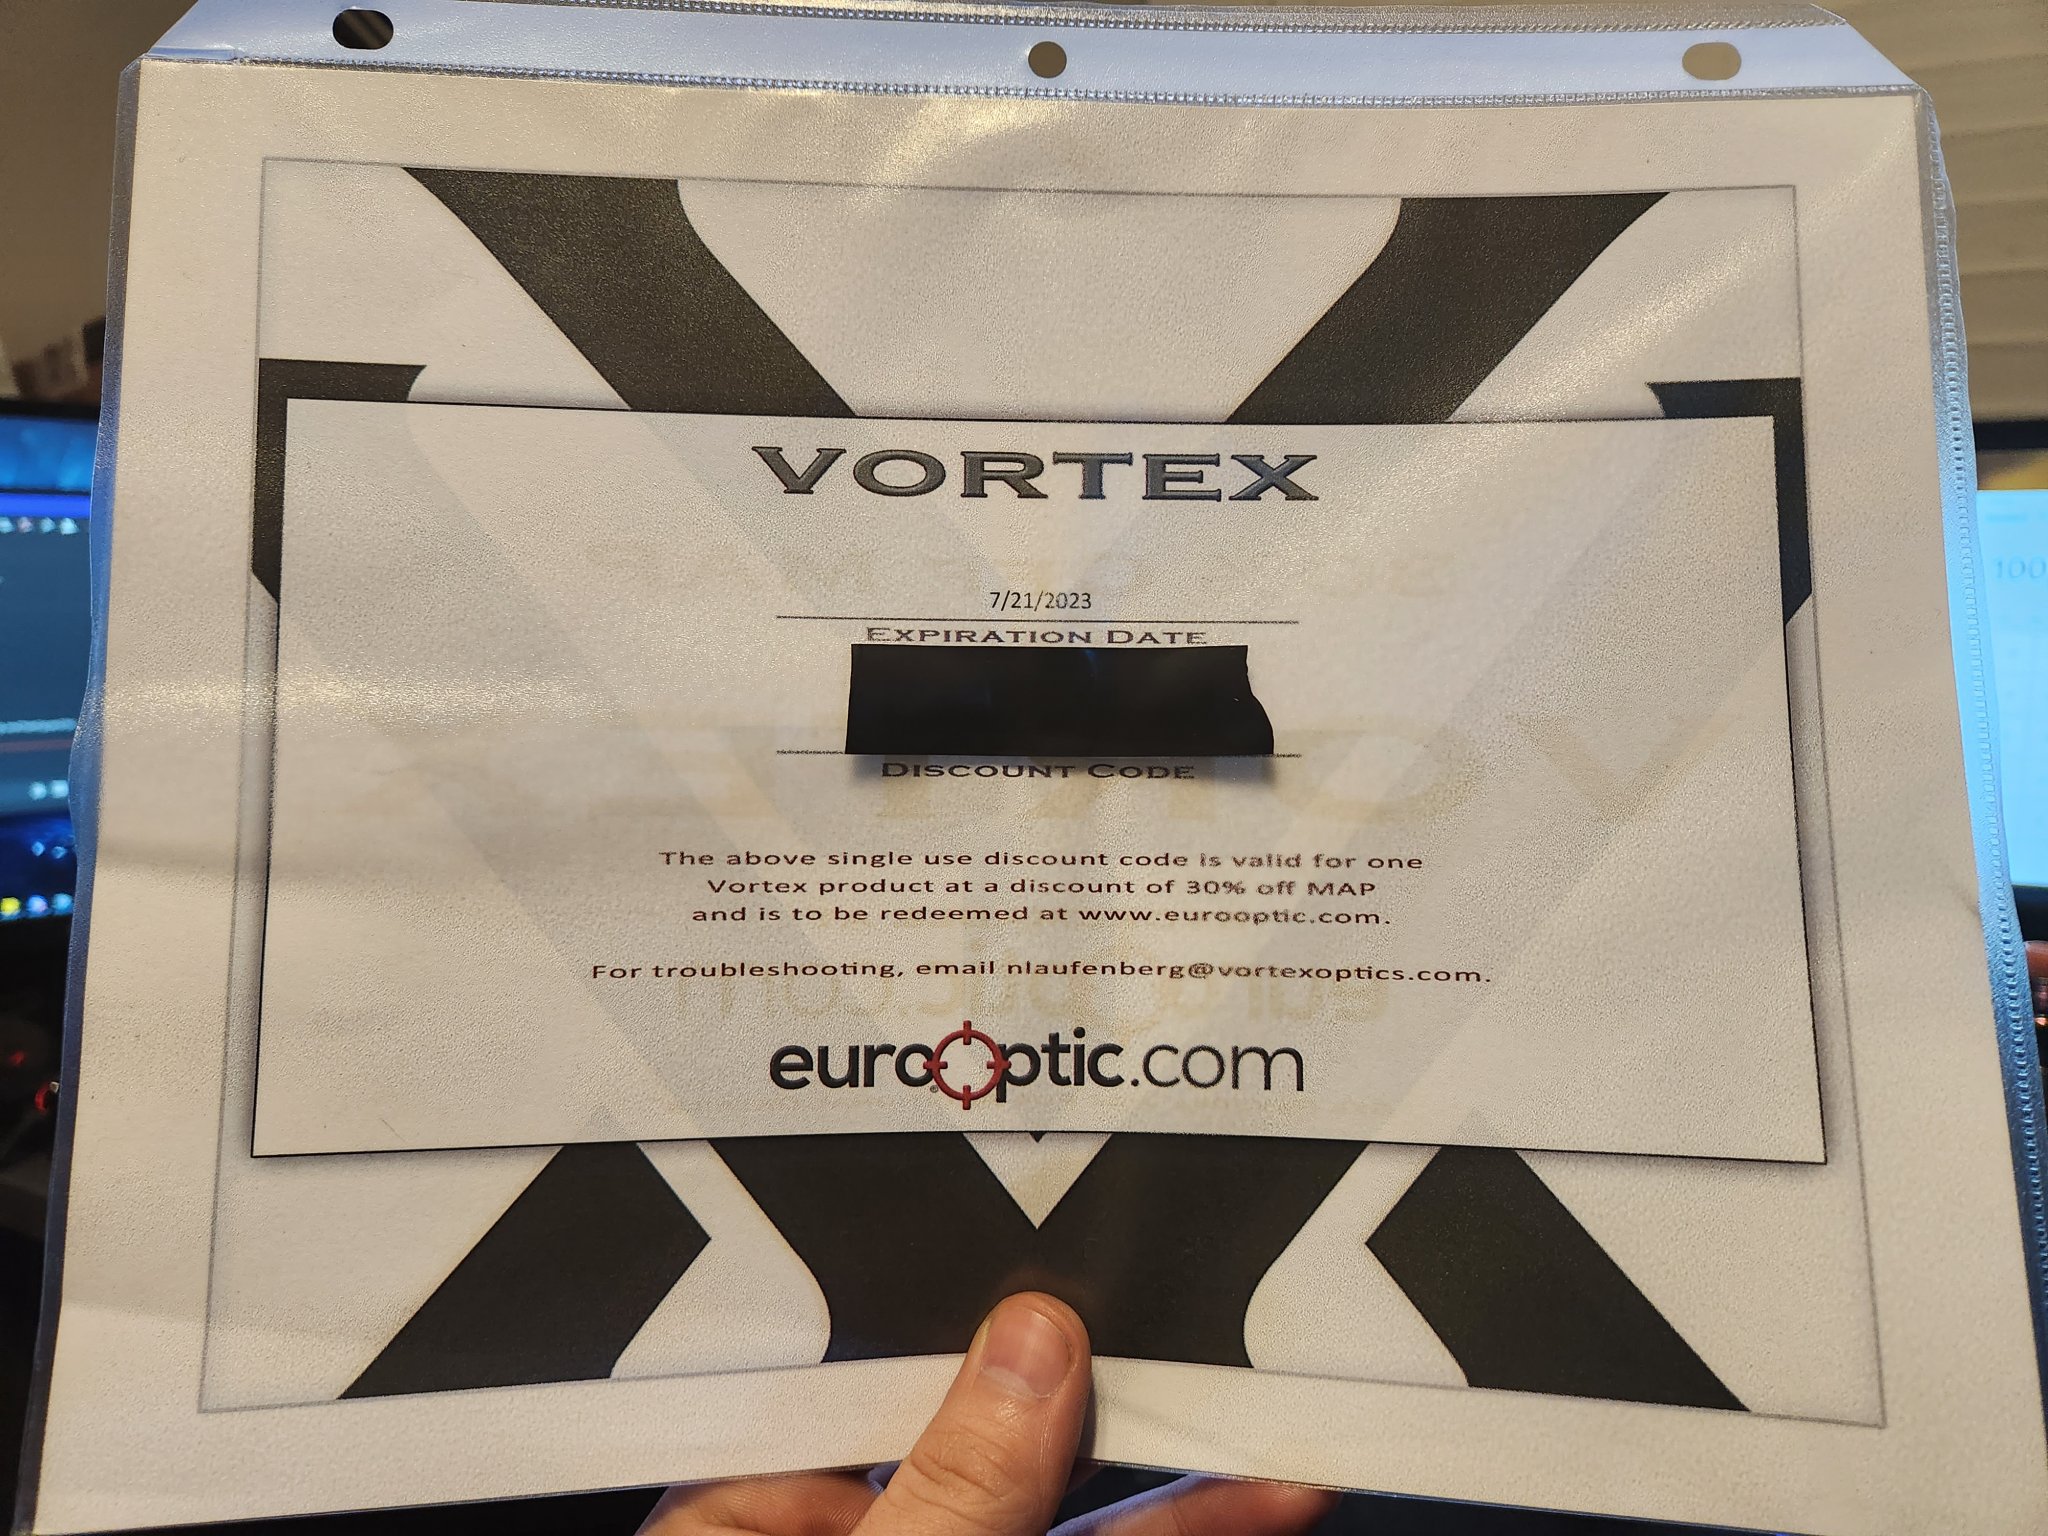 VORTEX
7/21/2023
EXPIRATION DATE
DISCOUNT CODE
The above single use discount code is valid for one
Vortex product at a discount of 30% off MAP
and is to be redeemed at www.eurooptic.com.
For troubleshooting, email nlaufenberg@vortexoptics.com.
euroOptic.com
100